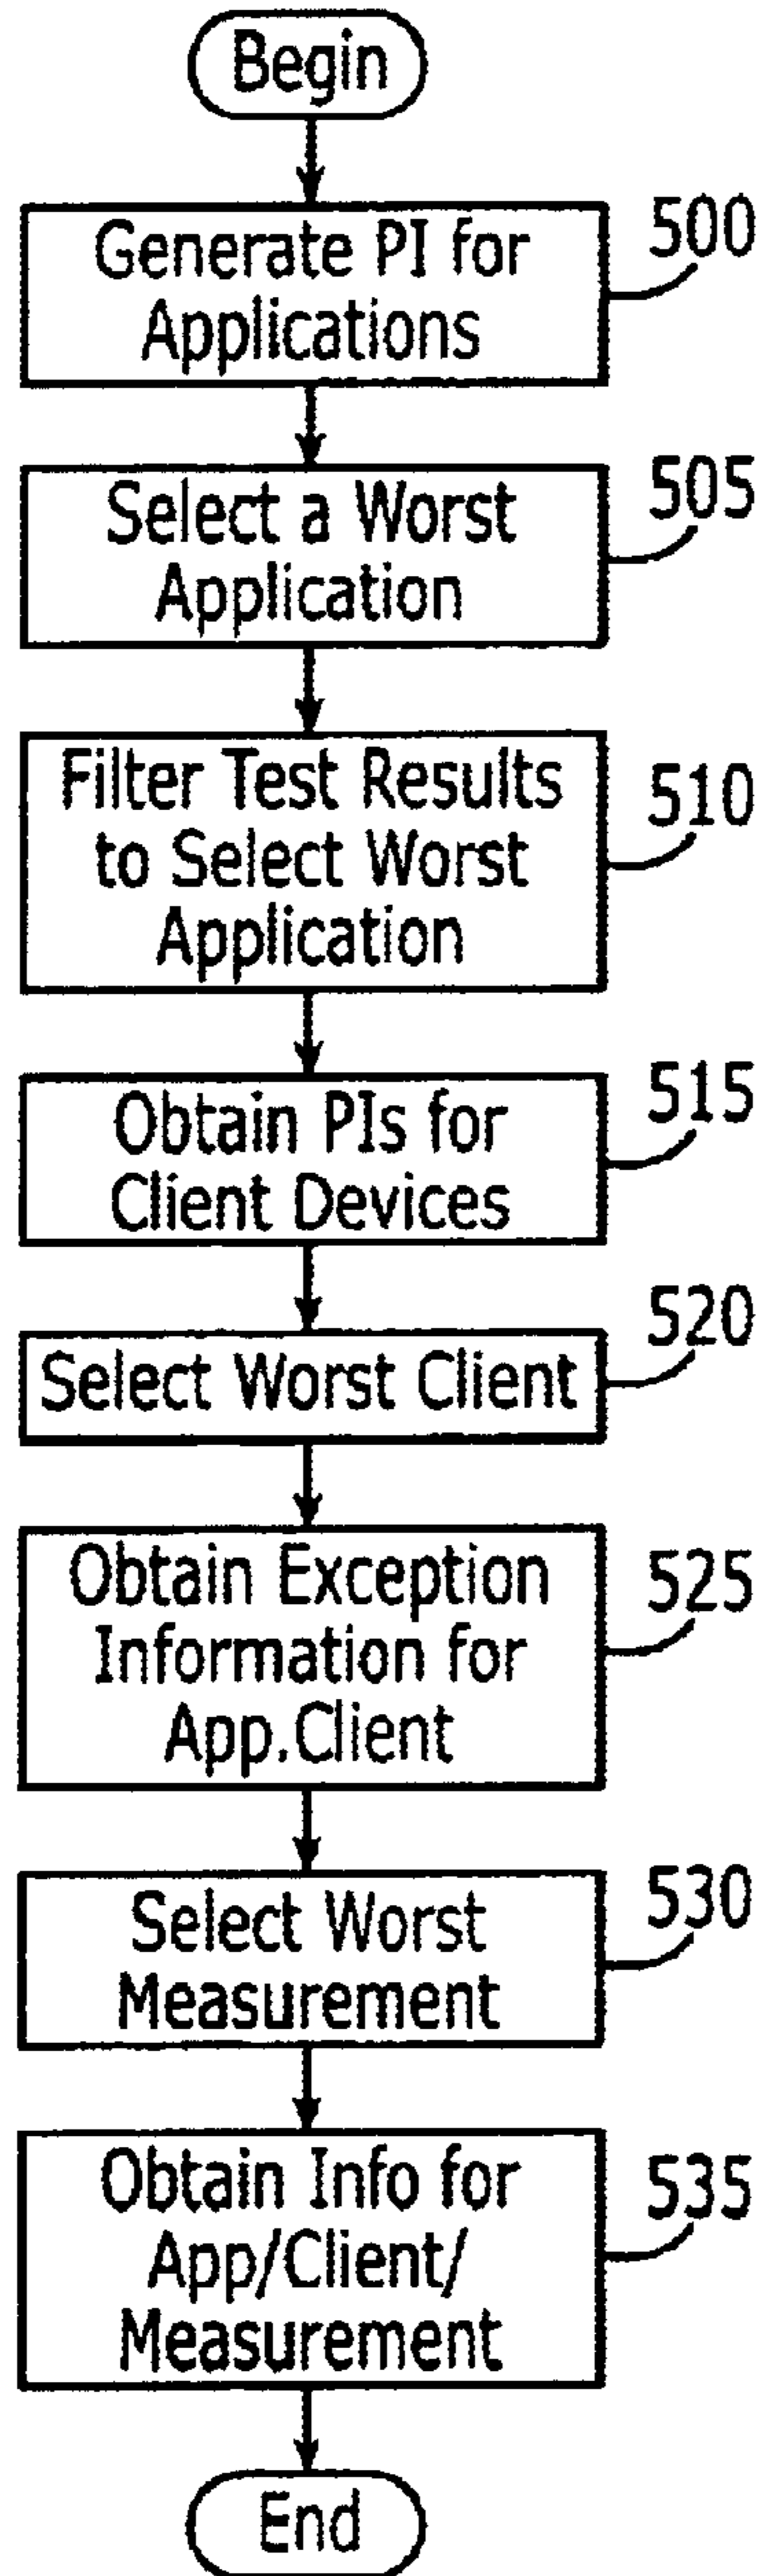 Begin
Generate PI for
Applications
500
Select a Worst
Application
505
Filter Test Results
to Select Worst
Application
510
Obtain PIs for
Client Devices
515
Select Worst Client
520
Obtain Exception
Information for
App.Client
525
Select Worst
Measurement
530
Obtain Info for
App/Client/
Measurement
535
End